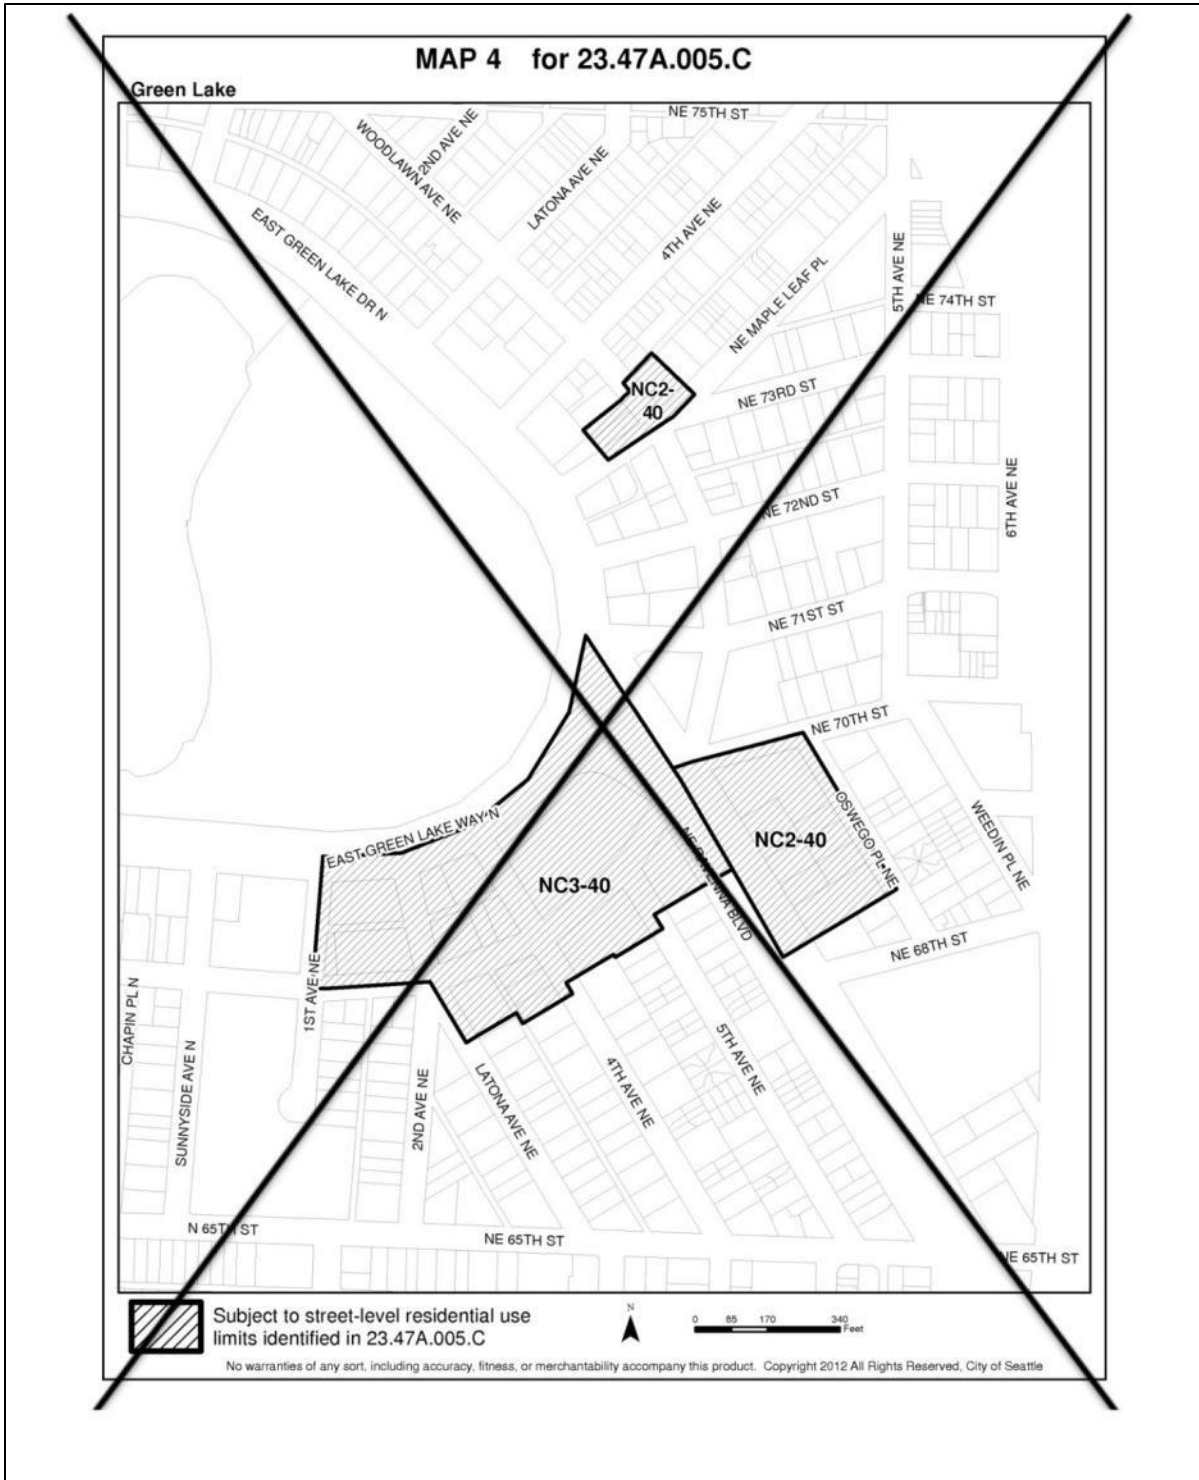 MAP 4 for 23.47A.005.C
Green Lake
NE 75TH ST
WOODLAWN AVE NE
2ND AVE NE
LATONA AVE NE
4TH AVE NE
EAST GREEN LAKE DR N
NE MAPLE LEAF PL
5TH AVE NE
NE 74TH ST
NC2-
40
NE 73RD ST
6TH AVE NE
NE 72ND ST
NE 71ST ST
NE 70TH ST
OSWEGO PL NE
WEEDIN PL NE
EAST GREEN LAKE WAY N
NC2-40
NE RAVENNA BLVD
NC3-40
NE 68TH ST
1ST AVE NE
CHAPIN PL N
SUNNYSIDE AVE N
2ND AVE NE
LATONA AVE NE
4TH AVE NE
5TH AVE NE
N 65TH ST
NE 65TH ST
NE 65TH ST
Subject to street-level residential use
limits identified in 23.47A.005.C
N
0 85 170 340
Feet
No warranties of any sort, including accuracy, fitness, or merchantability accompany this product. Copyright 2012 All Rights Reserved, City of Seattle